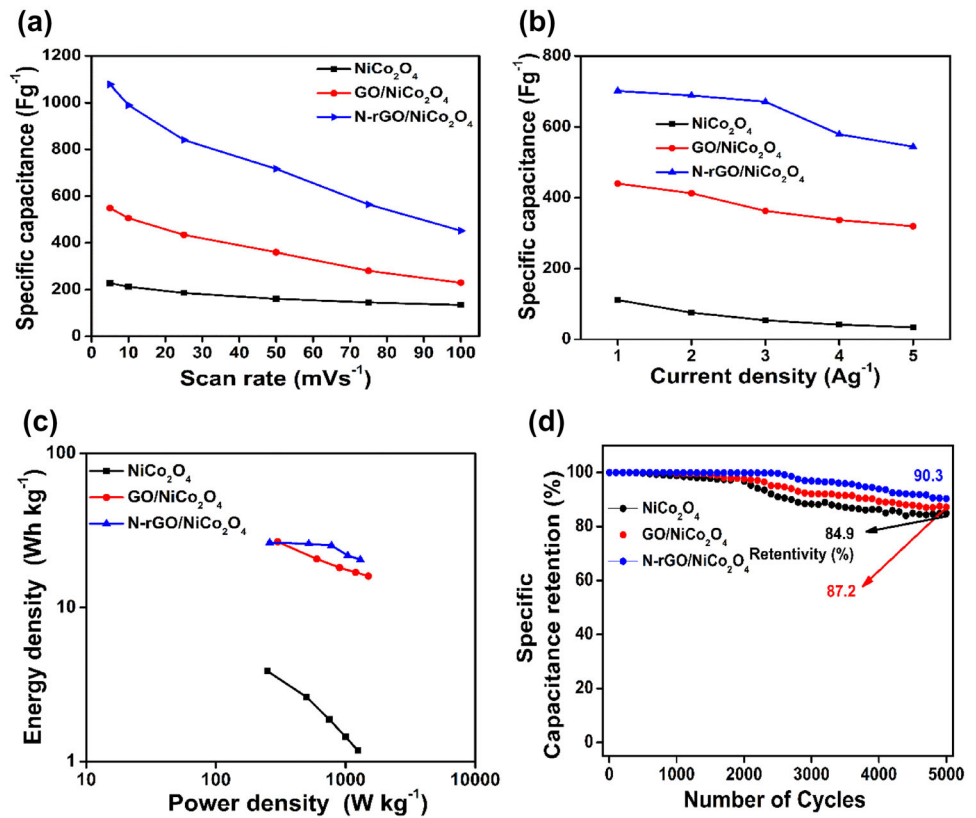 (a)
1200
1000
800
600
400
200
0
0 10 20 30 40 50 60 70 80 90 100
Specific capacitance (Fg⁻¹)
Scan rate (mVs⁻¹)
NiCo₂O₄
GO/NiCo₂O₄
N-rGO/NiCo₂O₄
(b)
800
600
400
200
0
1 2 3 4 5
Specific capacitance (Fg⁻¹)
Current density (Ag⁻¹)
NiCo₂O₄
GO/NiCo₂O₄
N-rGO/NiCo₂O₄
(c)
100
10
1
10 100 1000 10000
Energy density (Wh kg⁻¹)
Power density (W kg⁻¹)
NiCo₂O₄
GO/NiCo₂O₄
N-rGO/NiCo₂O₄
(d)
120
100
80
60
40
20
0
0 1000 2000 3000 4000 5000
Specific
Capacitance retention (%)
Number of Cycles
NiCo₂O₄
GO/NiCo₂O₄
N-rGO/NiCo₂O₄
90.3
84.9
Retentivity (%)
87.2